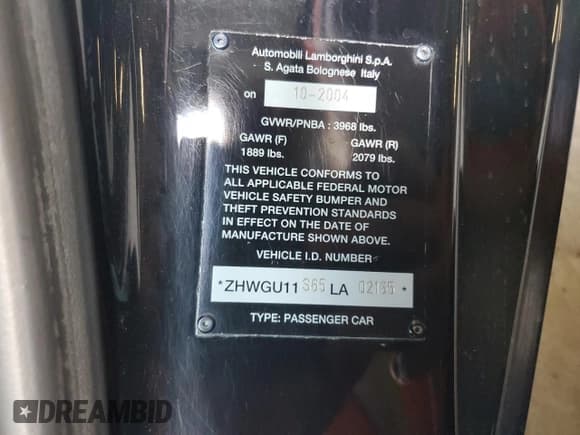 Automobili Lamborghini S.p.A.
S. Agata Bolognese Italy
on 10-2004
GVWR/PNBA : 3968 lbs.
GAWR (F) GAWR (R)
1889 lbs. 2079 lbs.
THIS VEHICLE CONFORMS TO
ALL APPLICABLE FEDERAL MOTOR
VEHICLE SAFETY BUMPER AND
THEFT PREVENTION STANDARDS
IN EFFECT ON THE DATE OF
MANUFACTURE SHOWN ABOVE.
VEHICLE I.D. NUMBER
*ZHWGU11 S65 LA 02165 *
TYPE: PASSENGER CAR
DREAMBID